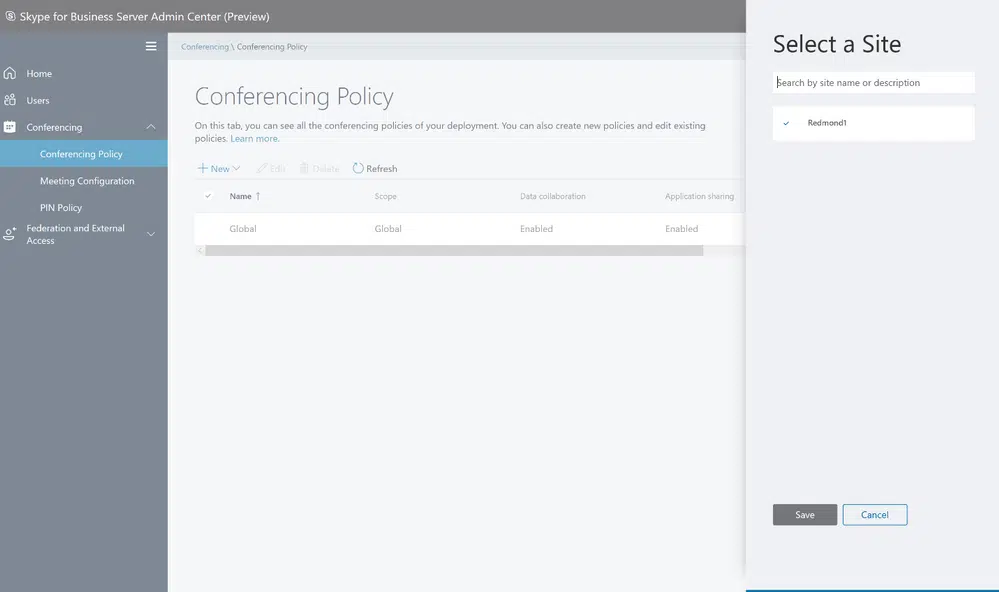 Skype for Business Server Admin Center (Preview)
Home
Users
Conferencing
Conferencing Policy
Meeting Configuration
PIN Policy
Federation and External
Access
Conferencing \ Conferencing Policy
Conferencing Policy
On this tab, you can see all the conferencing policies of your deployment. You can also create new policies and edit existing
policies. Learn more.
New Edit Delete Refresh
Name ↑ Scope Data collaboration Application sharing
Global Global Enabled Enabled
Select a Site
Search by site name or description
Redmond1
Save Cancel